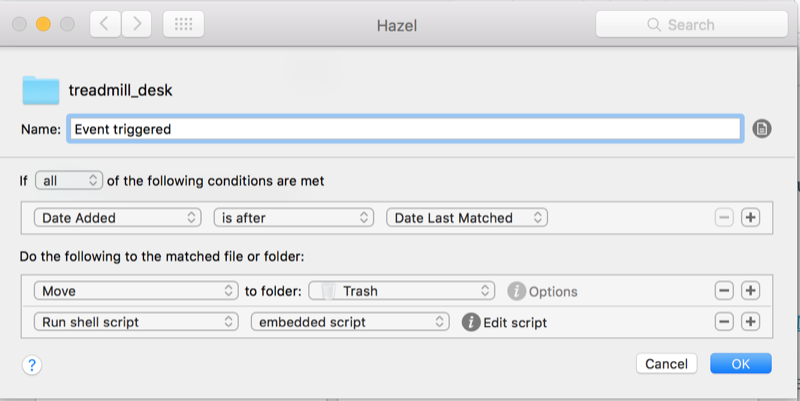 Hazel
Search
treadmill_desk
Name: Event triggered
If all of the following conditions are met
Date Added is after Date Last Matched
Do the following to the matched file or folder:
Move to folder: Trash Options
Run shell script embedded script Edit script
? Cancel OK